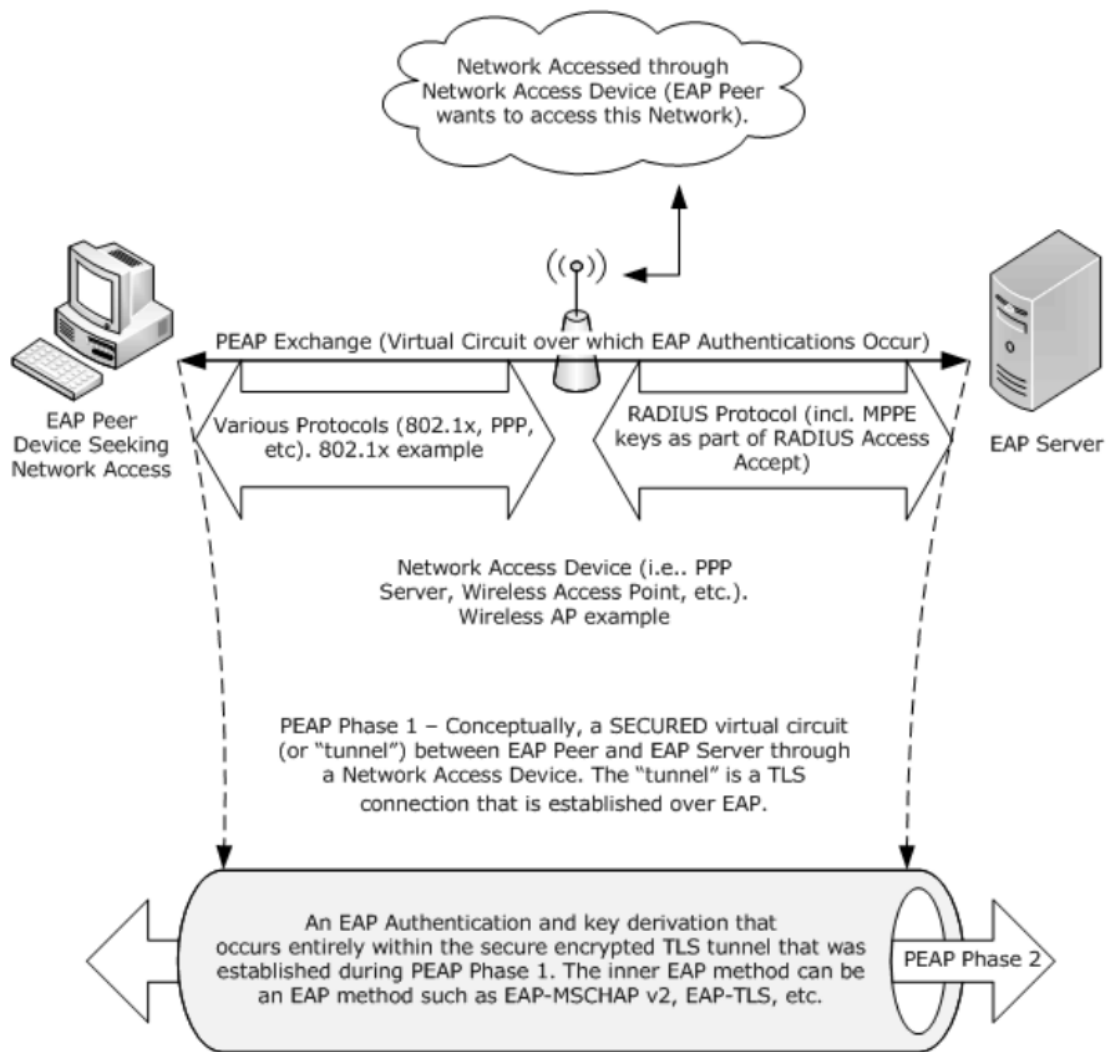 Network Accessed through
Network Access Device (EAP Peer
wants to access this Network).
PEAP Exchange (Virtual Circuit over which EAP Authentications Occur)
EAP Peer
Device Seeking
Network Access
Various Protocols (802.1x, PPP,
etc). 802.1x example
RADIUS Protocol (incl. MPPE
keys as part of RADIUS Access
Accept)
EAP Server
Network Access Device (i.e.. PPP
Server, Wireless Access Point, etc.).
Wireless AP example
PEAP Phase 1 – Conceptually, a SECURED virtual circuit
(or “tunnel”) between EAP Peer and EAP Server through
a Network Access Device. The “tunnel” is a TLS
connection that is established over EAP.
An EAP Authentication and key derivation that
occurs entirely within the secure encrypted TLS tunnel that was
established during PEAP Phase 1. The inner EAP method can be
an EAP method such as EAP-MSCHAP v2, EAP-TLS, etc.
PEAP Phase 2